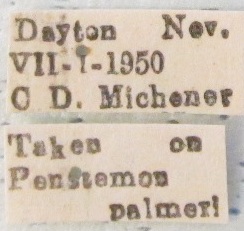 Dayton Nev.
VII-1-1950
C D. Michener
Taken on
Penstemon
palmeri